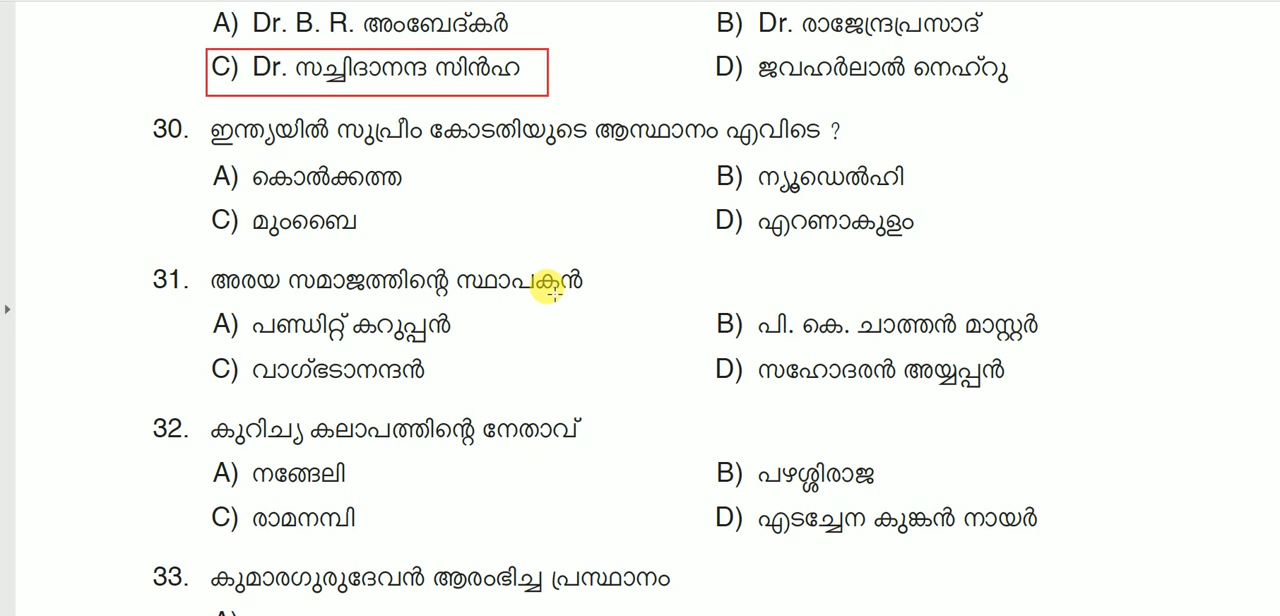 A) Dr. B. R. അംബേദ്കർ B) Dr. രാജേന്ദ്രപ്രസാദ്
C) Dr. സച്ചിദാനന്ദ സിൻഹ D) ജവഹർലാൽ നെഹ്റു
30. ഇന്ത്യയിൽ സുപ്രീം കോടതിയുടെ ആസ്ഥാനം എവിടെ ?
A) കൊൽക്കത്ത B) ന്യൂഡെൽഹി
C) മുംബൈ D) എറണാകുളം
31. അരയ സമാജത്തിന്റെ സ്ഥാപകൻ
A) പണ്ഡിറ്റ് കറുപ്പൻ B) പി. കെ. ചാത്തൻ മാസ്റ്റർ
C) വാഗ്ഭടാനന്ദൻ D) സഹോദരൻ അയ്യപ്പൻ
32. കുറിച്യ കലാപത്തിന്റെ നേതാവ്
A) നങ്ങേലി B) പഴശ്ശിരാജ
C) രാമനമ്പി D) എടച്ചേന കുങ്കൻ നായർ
33. കുമാരഗുരുദേവൻ ആരംഭിച്ച പ്രസ്ഥാനം